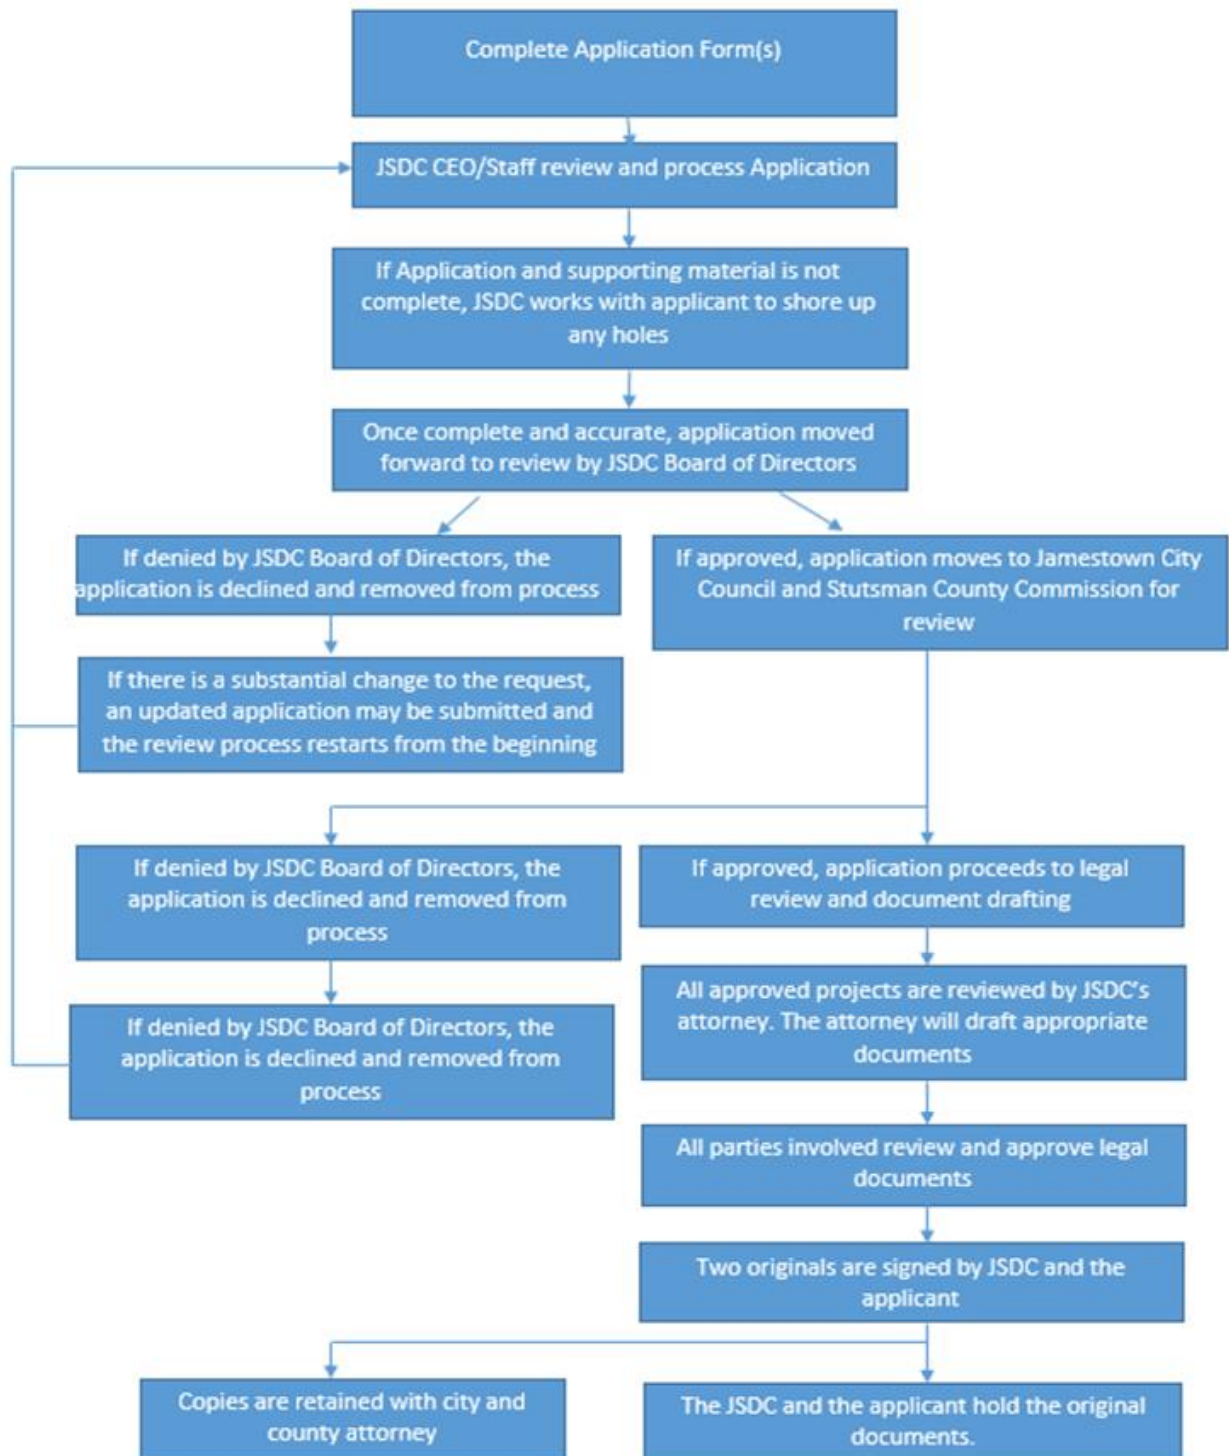 Complete Application Form(s)
JSDC CEO/Staff review and process Application
If Application and supporting material is not
complete, JSDC works with applicant to shore up
any holes
Once complete and accurate, application moved
forward to review by JSDC Board of Directors
If denied by JSDC Board of Directors, the
application is declined and removed from process
If approved, application moves to Jamestown City
Council and Stutsman County Commission for
review
If there is a substantial change to the request,
an updated application may be submitted and
the review process restarts from the beginning
If denied by JSDC Board of Directors, the
application is declined and removed from
process
If approved, application proceeds to legal
review and document drafting
If denied by JSDC Board of Directors, the
application is declined and removed from
process
All approved projects are reviewed by JSDC's
attorney. The attorney will draft appropriate
documents
All parties involved review and approve legal
documents
Two originals are signed by JSDC and the
applicant
Copies are retained with city and
county attorney
The JSDC and the applicant hold the original
documents.